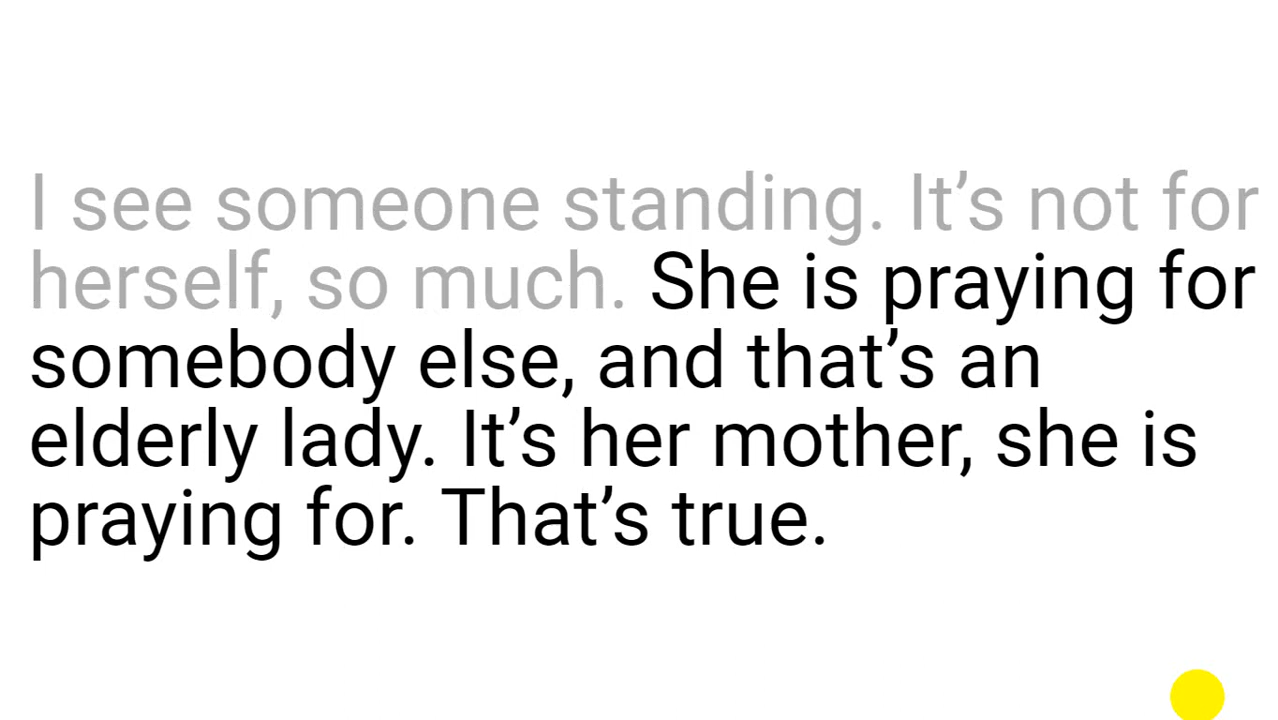 I see someone standing. It’s not for
herself, so much. She is praying for
somebody else, and that’s an
elderly lady. It’s her mother, she is
praying for. That’s true.